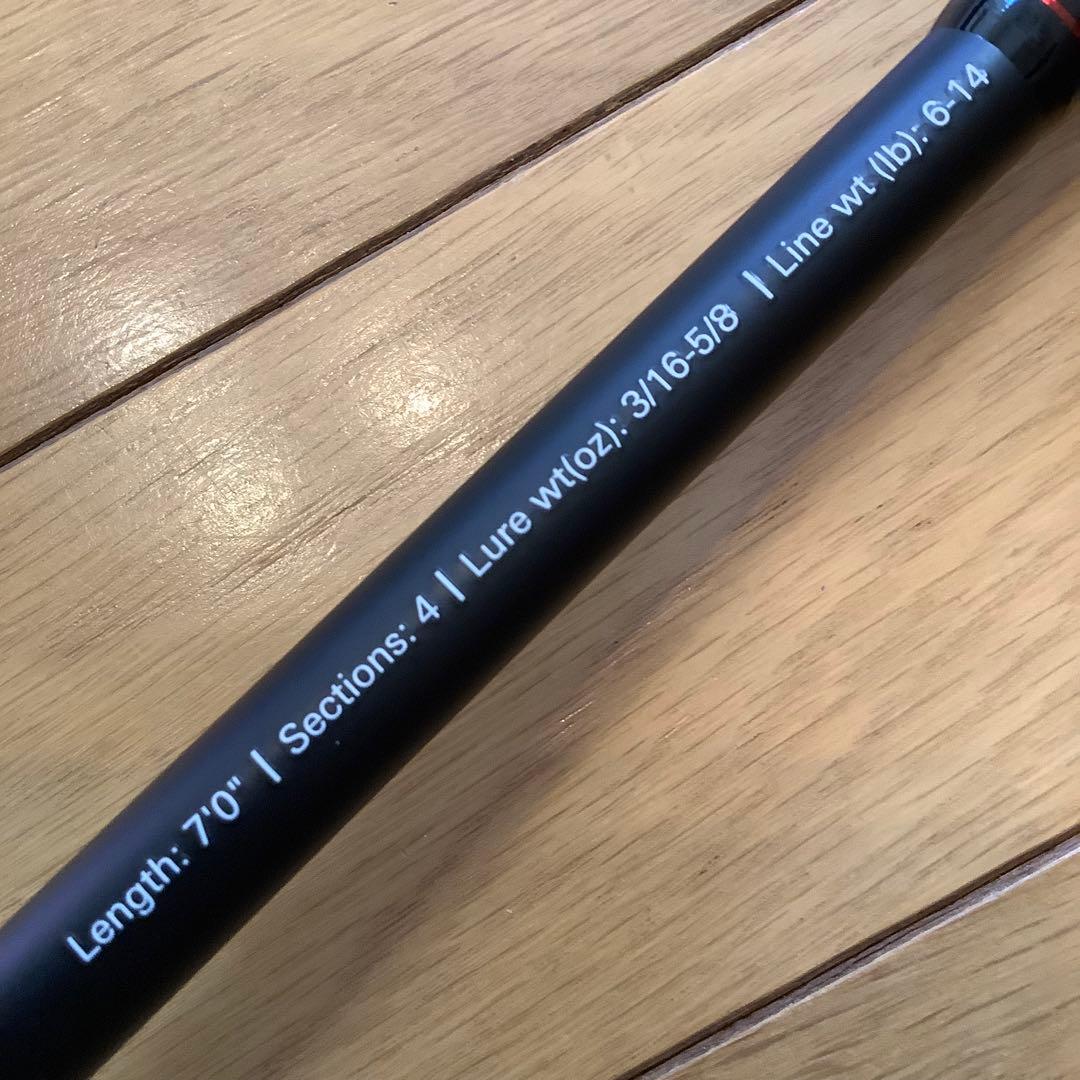 Length: 7'0" | Sections: 4 | Lure wt(oz): 3/16-5/8 | Line wt (lb): 6-14